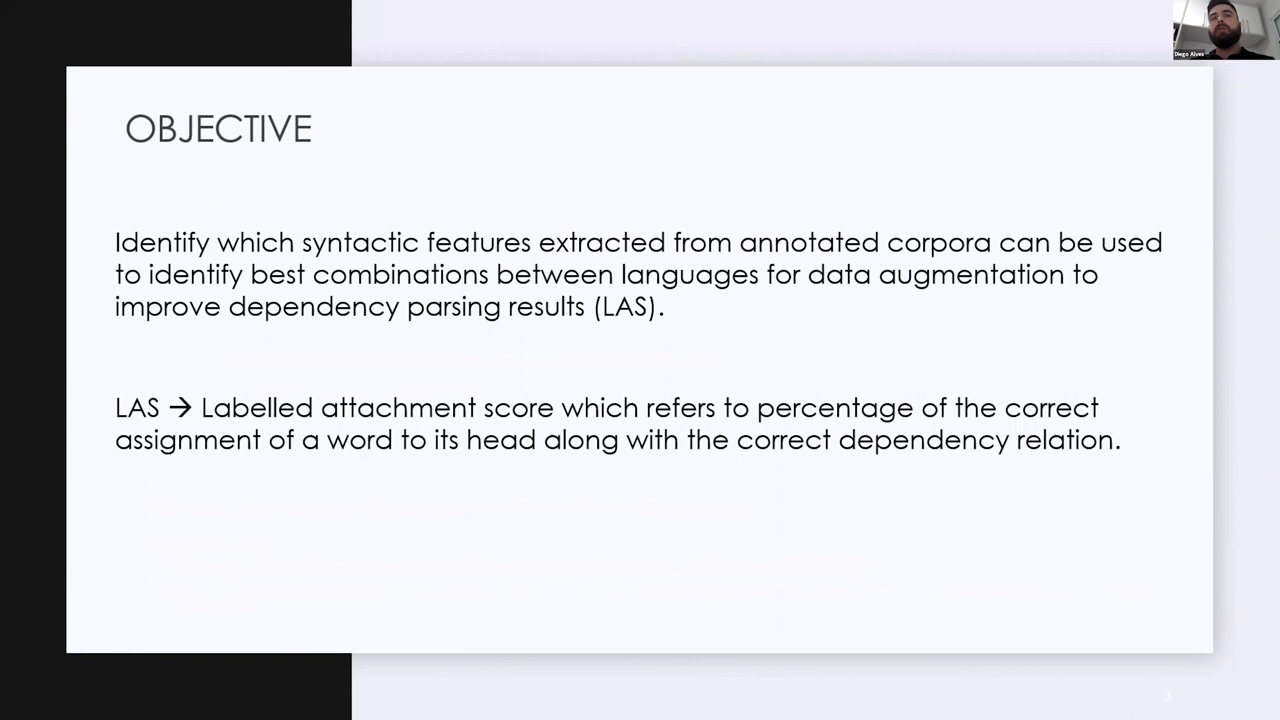 Diego Alves
OBJECTIVE
Identify which syntactic features extracted from annotated corpora can be used
to identify best combinations between languages for data augmentation to
improve dependency parsing results (LAS).
LAS → Labelled attachment score which refers to percentage of the correct
assignment of a word to its head along with the correct dependency relation.
3